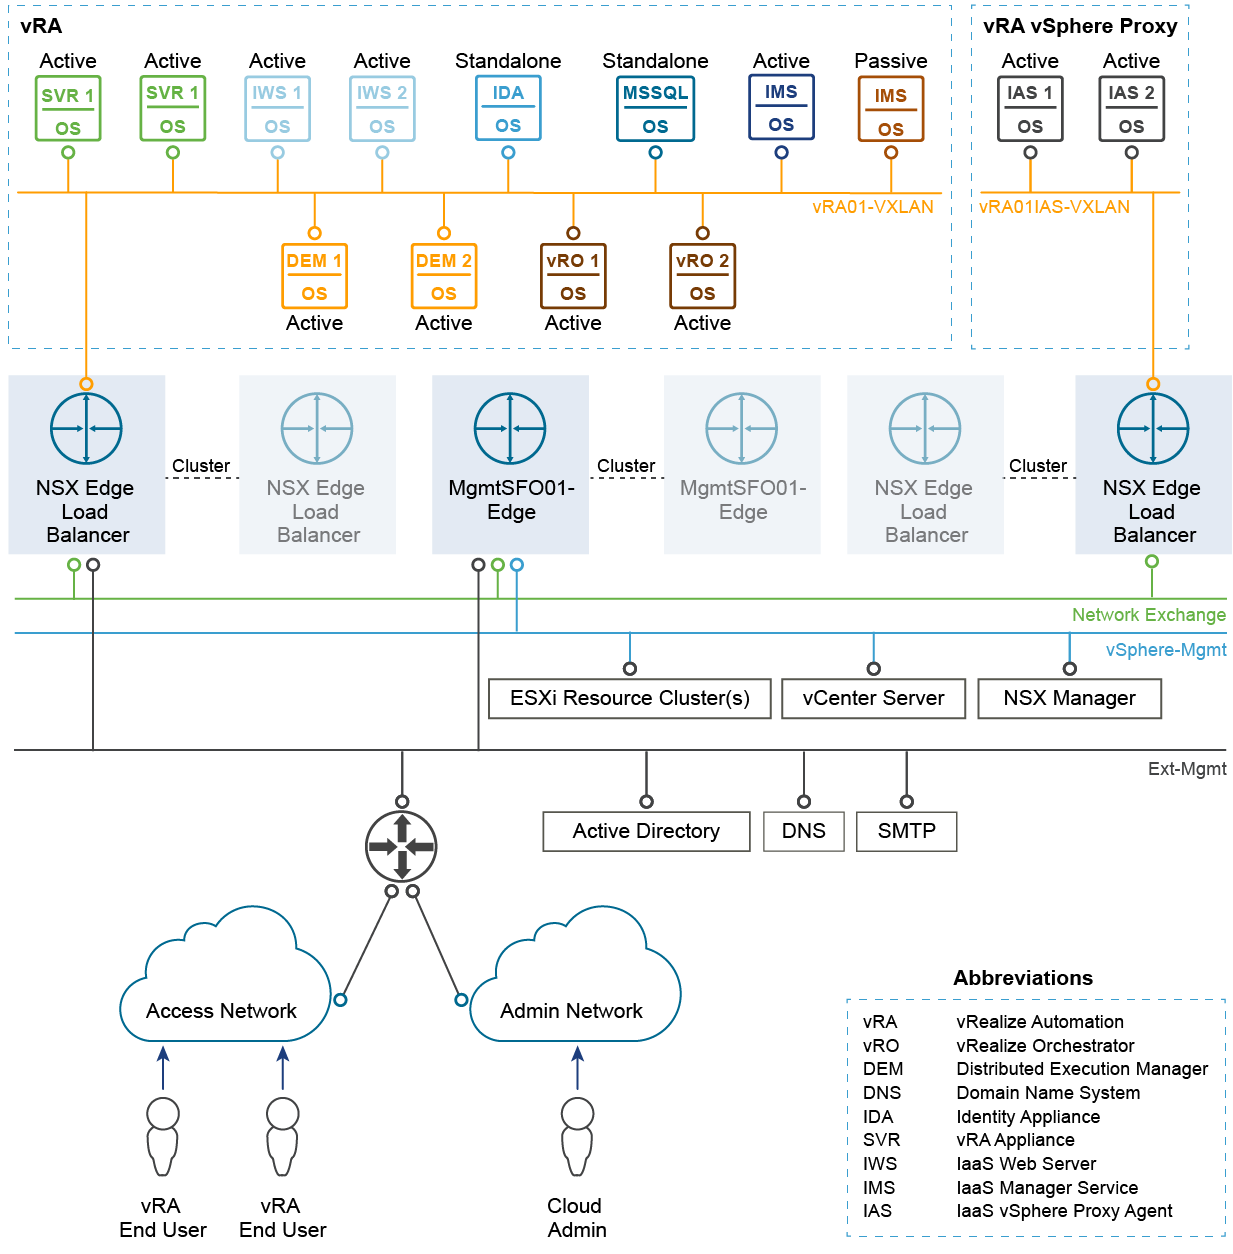 vRA
vRA vSphere Proxy
Active Active Active Active Standalone Standalone Active Passive Active Active
SVR 1 SVR 1 IWS 1 IWS 2 IDA MSSQL IMS IMS IAS 1 IAS 2
OS OS OS OS OS OS OS OS OS OS
vRA01-VXLAN vRA01IAS-VXLAN
DEM 1 DEM 2 vRO 1 vRO 2
OS OS OS OS
Active Active Active Active
Cluster Cluster Cluster
NSX Edge
Load
Balancer
NSX Edge
Load
Balancer
MgmtSFO01-
Edge
MgmtSFO01-
Edge
NSX Edge
Load
Balancer
NSX Edge
Load
Balancer
Network Exchange
vSphere-Mgmt
ESXi Resource Cluster(s) vCenter Server NSX Manager
Ext-Mgmt
Active Directory DNS SMTP
Access Network Admin Network
vRA
End User
vRA
End User
Cloud
Admin
Abbreviations
vRA vRealize Automation
vRO vRealize Orchestrator
DEM Distributed Execution Manager
DNS Domain Name System
IDA Identity Appliance
SVR vRA Appliance
IWS IaaS Web Server
IMS IaaS Manager Service
IAS IaaS vSphere Proxy Agent